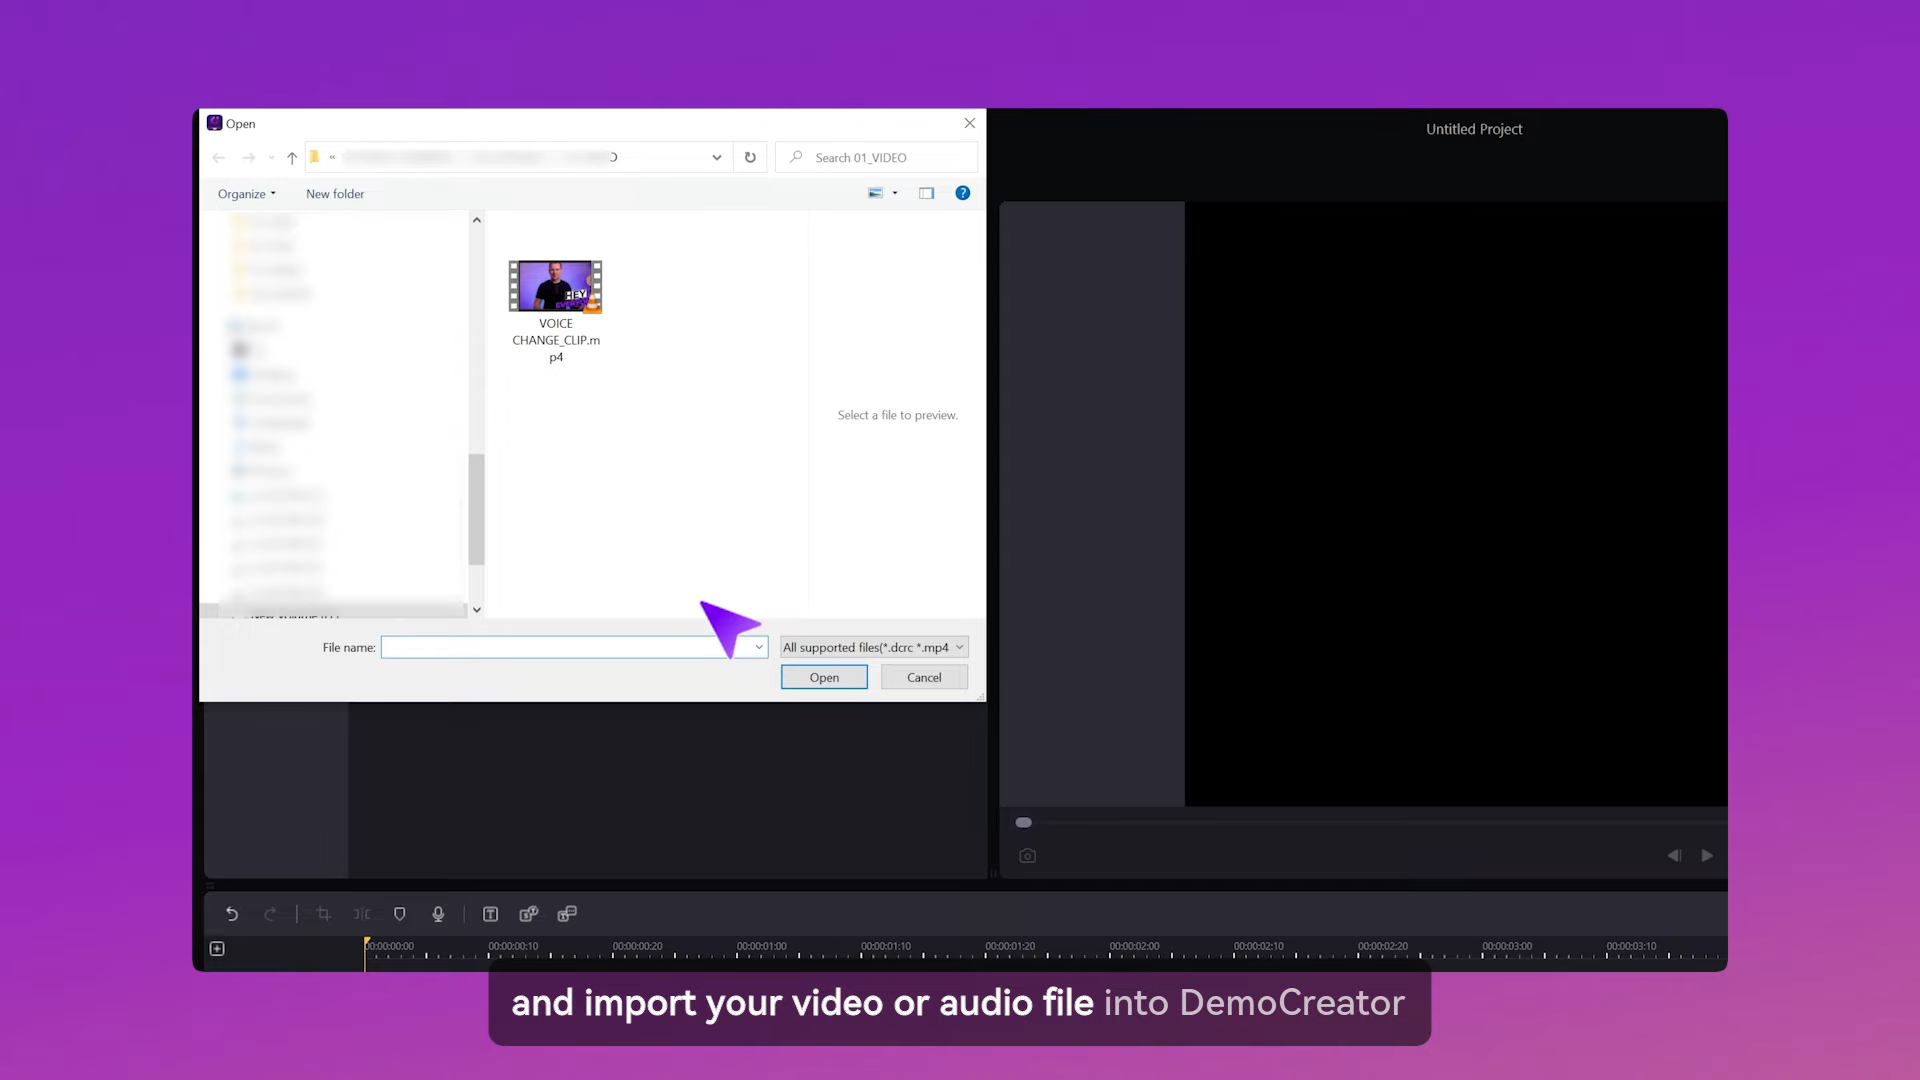 Open
Untitled Project
«
Search 01_VIDEO
Organize
New folder
?
HEY
VOICE
CHANGE_CLIP.m
p4
Select a file to preview.
File name:
All supported files(*.dcrc *.mp4
Open
Cancel
00:00:00:00
00:00:00:10
00:00:00:20
00:00:01:00
00:00:01:10
00:00:01:20
00:00:02:00
00:00:02:10
00:00:02:20
00:00:03:00
00:00:03:10
and import your video or audio file into DemoCreator